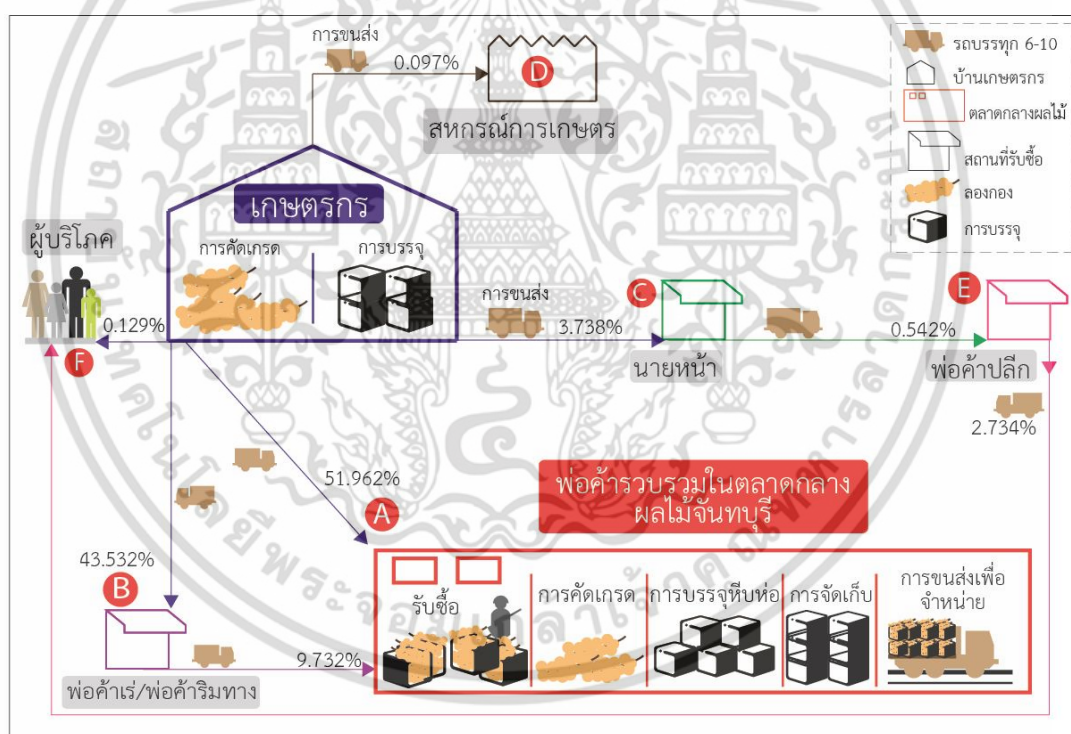 การขนส่ง
0.097%
D
สหกรณ์การเกษตร
รถบรรทุก 6-10
บ้านเกษตรกร
ตลาดกลางผลไม้
สถานที่รับซื้อ
ลองกอง
การบรรจุ
เกษตรกร
การคัดเกรด
การบรรจุ
ผู้บริโภค
0.129%
F
การขนส่ง
3.738%
C
นายหน้า
0.542%
E
พ่อค้าปลีก
2.734%
51.962%
A
43.532%
B
พ่อค้าเร่/พ่อค้าริมทาง
9.732%
พ่อค้ารวบรวมในตลาดกลาง
ผลไม้จันทบุรี
รับซื้อ
การคัดเกรด
การบรรจุหีบห่อ
การจัดเก็บ
การขนส่งเพื่อ
จำหน่าย